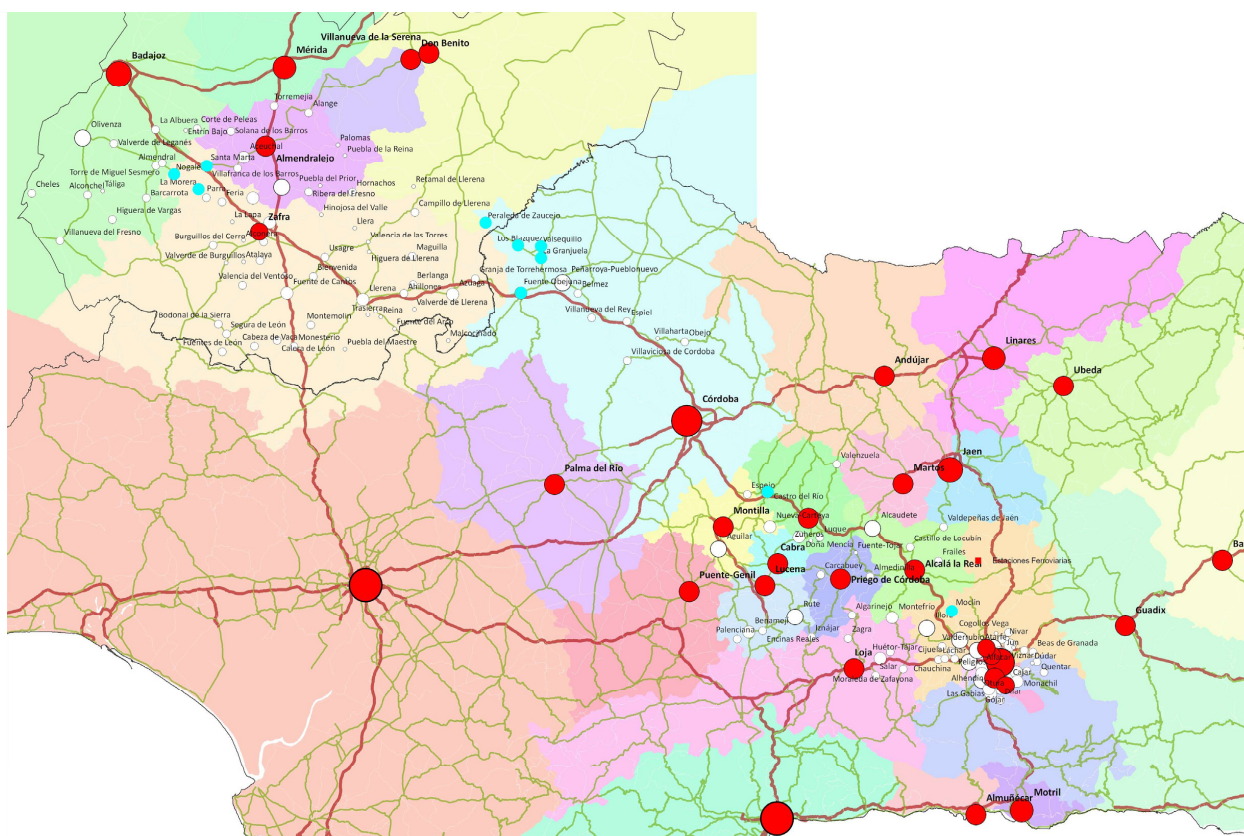 Villanueva de la Serena
Don Benito
Mérida
Badajoz
Torremejía
Alange
Olivenza
La Albuera
Corte de Peleas
Entrín Bajo
Solana de los Barros
Valverde de Leganés
Aceuchal
Palomas
Puebla de la Reina
Almendralejo
Almendral
Nogales
Santa Marta
Torre de Miguel Sesmero
Villafranca de los Barros
La Morera
Puebla del Prior
Hornachos
Retamal de Llerena
Cheles
Alconchel
Táliga
Barcarrota
Parra
Feria
Ribera del Fresno
Higuera de Vargas
Hinojosa del Valle
Campillo de Llerena
La Lapa
Zafra
Llera
Peraleda de Zaucejo
Villanueva del Fresno
Burguillos del Cerro
Valencia de las Torres
Los Blazquez
Valsequillo
Valverde de Burguillos
Atalaya
Usagre
Maguilla
La Granjuela
Higuera de Llerena
Bienvenida
Valencia del Ventoso
Fuente de Cantos
Berlanga
Granja de Torrehermosa
Peñarroya-Pueblonuevo
Azuaga
Fuente Obejuna
Belmez
Llerena
Ahillones
Trasierra
Reina
Valverde de Llerena
Villanueva del Rey
Espiel
Bodonal de la Sierra
Segura de León
Montemolin
Fuente del Arco
Malcocinado
Villaharta
Obejo
Fuentes de León
Cabeza de Vaca
Monesterio
Calera de León
Puebla del Maestre
Villaviciosa de Cordoba
Linares
Andújar
Ubeda
Córdoba
Valenzuela
Jaen
Palma del Río
Martos
Espejo
Castro del Río
Montilla
Nueva Carteya
Luque
Alcaudete
Valdepeñas de Jaén
Aguilar
Zuheros
Doña Mencía
Fuente-Tojar
Castillo de Locubín
Cabra
Frailes
Estaciones Ferroviarias
Puente-Genil
Lucena
Carcabuey
Priego de Córdoba
Almedinilla
Alcalá la Real
Rute
Algarinejo
Montefrío
Moclín
Guadix
Benamejí
Iznájar
Cogollos Vega
Palenciana
Encinas Reales
Zagra
Nivar
Jun
Beas de Granada
Huétor-Tájar
Cijuela
Láchar
Víznar
Dúdar
Loja
Salar
Chauchina
Quentar
Moraleda de Zafayona
Cajar
Monachil
Alhendín
Las Gabias
Gójar
Almuñécar
Motril